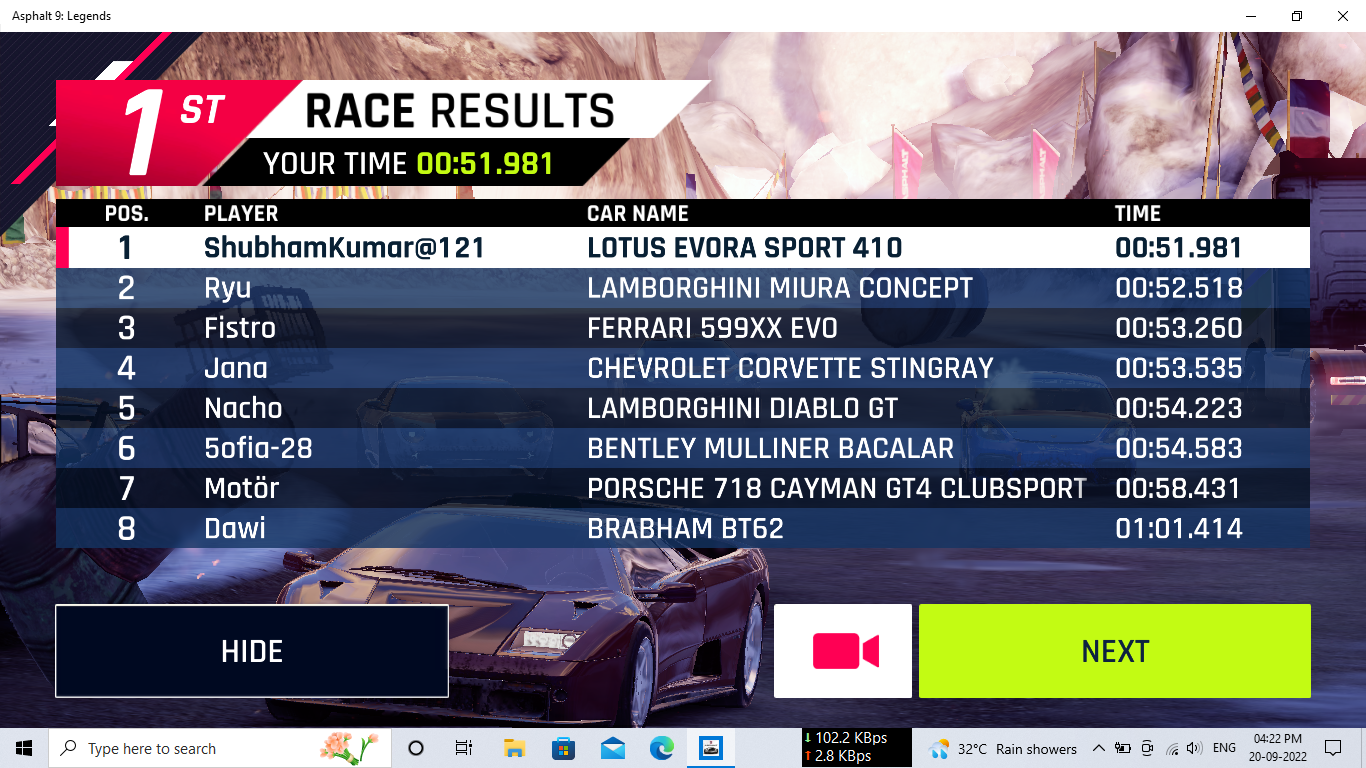 Asphalt 9: Legends
1ST
RACE RESULTS
YOUR TIME 00:51.981
POS. PLAYER CAR NAME TIME
1 ShubhamKumar@121 LOTUS EVORA SPORT 410 00:51.981
2 Ryu LAMBORGHINI MIURA CONCEPT 00:52.518
3 Fistro FERRARI 599XX EVO 00:53.260
4 Jana CHEVROLET CORVETTE STINGRAY 00:53.535
5 Nacho LAMBORGHINI DIABLO GT 00:54.223
6 5ofia-28 BENTLEY MULLINER BACALAR 00:54.583
7 Motör PORSCHE 718 CAYMAN GT4 CLUBSPORT 00:58.431
8 Dawi BRABHAM BT62 01:01.414
HIDE NEXT
Type here to search
↓ 102.2 KBps
↑ 2.8 KBps
32°C Rain showers
ENG
04:22 PM
20-09-2022